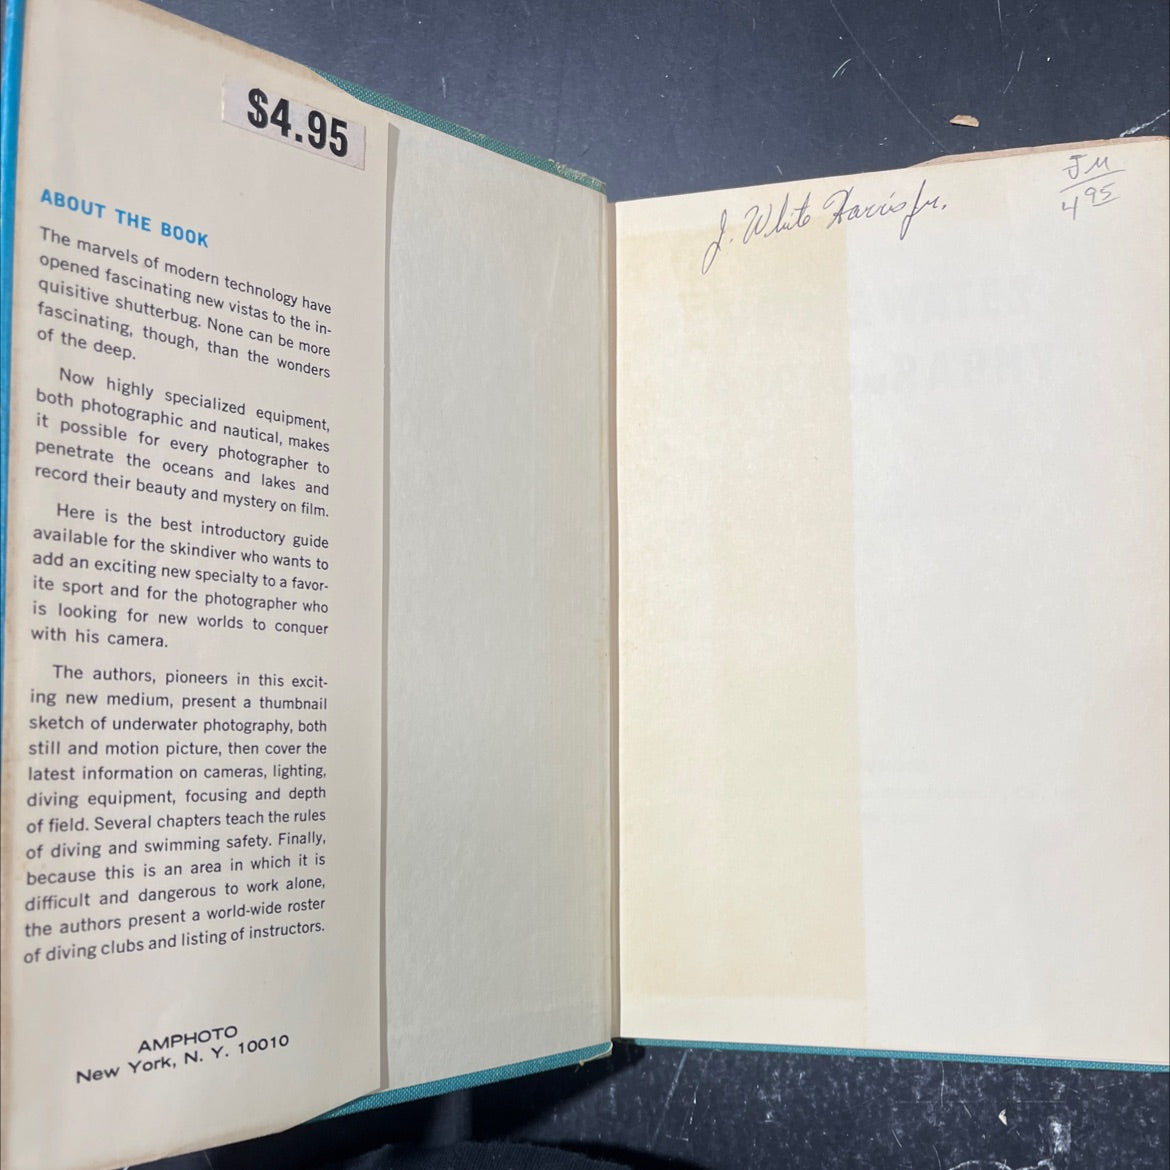 $4.95
ABOUT THE BOOK
The marvels of modern technology have
opened fascinating new vistas to the in-
quisitive shutterbug. None can be more
fascinating, though, than the wonders
of the deep.
Now highly specialized equipment,
both photographic and nautical, makes
it possible for every photographer to
penetrate the oceans and lakes and
record their beauty and mystery on film.
Here is the best introductory guide
available for the skindiver who wants to
add an exciting new specialty to a favor-
ite sport and for the photographer who
is looking for new worlds to conquer
with his camera.
The authors, pioneers in this excit-
ing new medium, present a thumbnail
sketch of underwater photography, both
still and motion picture, then cover the
latest information on cameras, lighting,
diving equipment, focusing and depth
of field. Several chapters teach the rules
of diving and swimming safety. Finally,
because this is an area in which it is
difficult and dangerous to work alone,
the authors present a world-wide roster
of diving clubs and listing of instructors.
AMPHOTO
New York, N. Y. 10010
J. White Harris Jr.
4 95